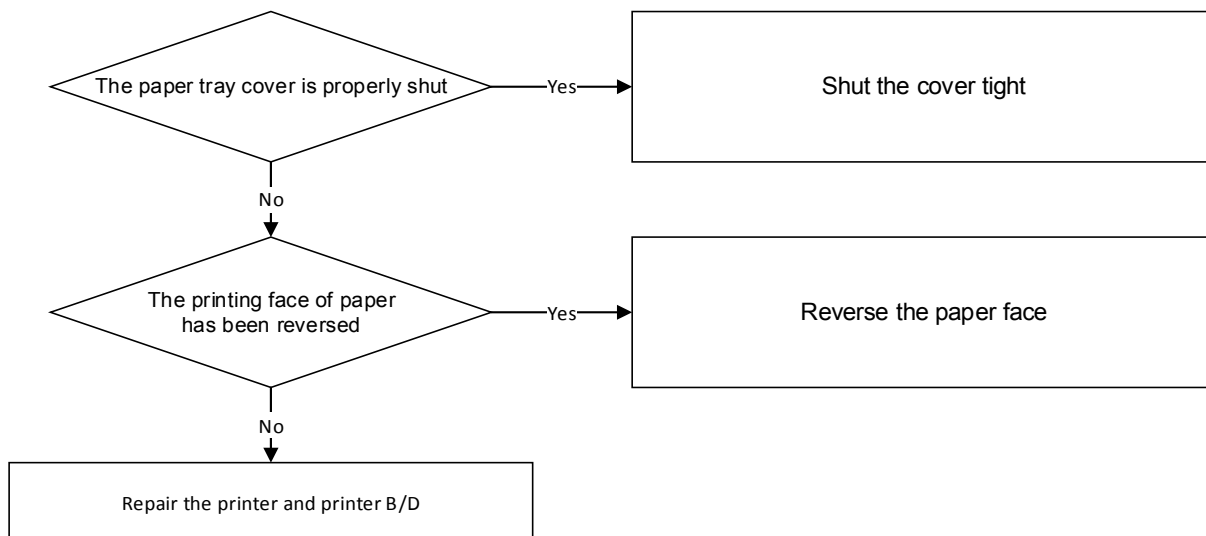 The paper tray cover is properly shut
Yes
Shut the cover tight
No
The printing face of paper
has been reversed
Yes
Reverse the paper face
No
Repair the printer and printer B/D